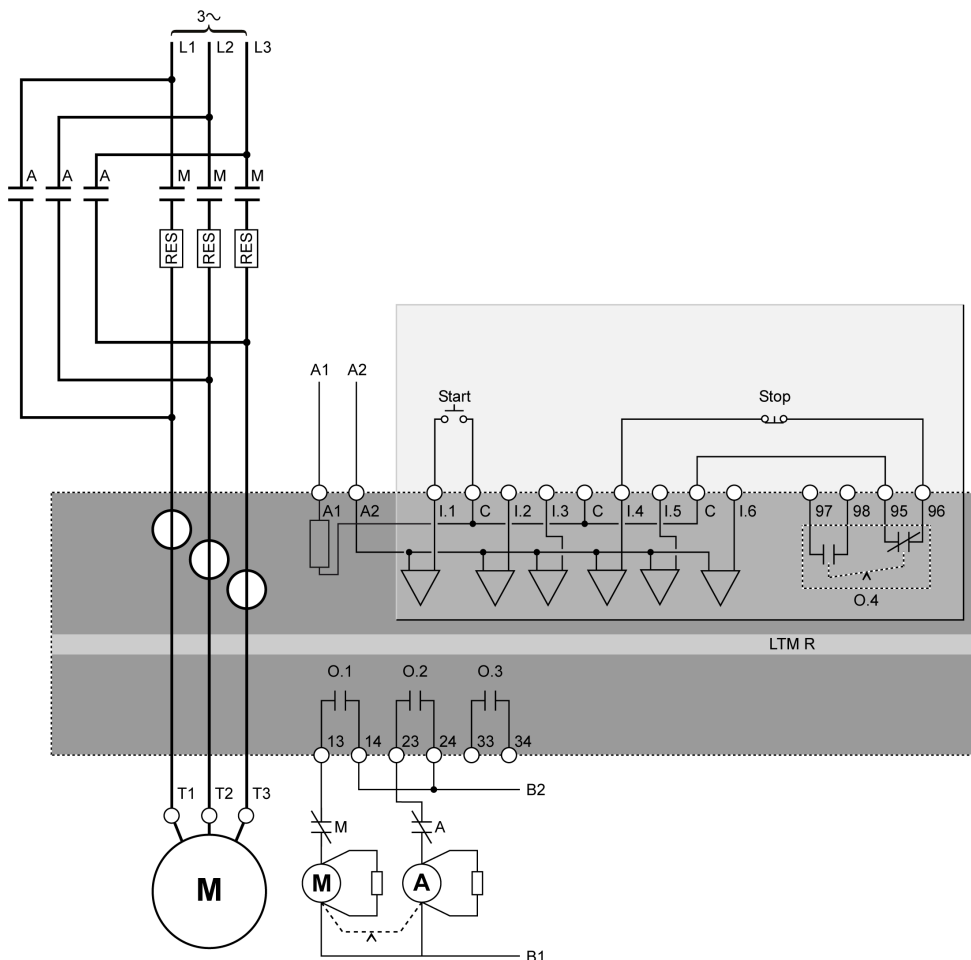 3~
L1 L2 L3
A A A M M M
RES RES RES
A1 A2
Start Stop
A1 A2 I.1 C I.2 I.3 C I.4 I.5 C I.6 97 98 95 96
O.4
LTM R
O.1 O.2 O.3
13 14 23 24 33 34
T1 T2 T3
B2
M A
M M A
B1